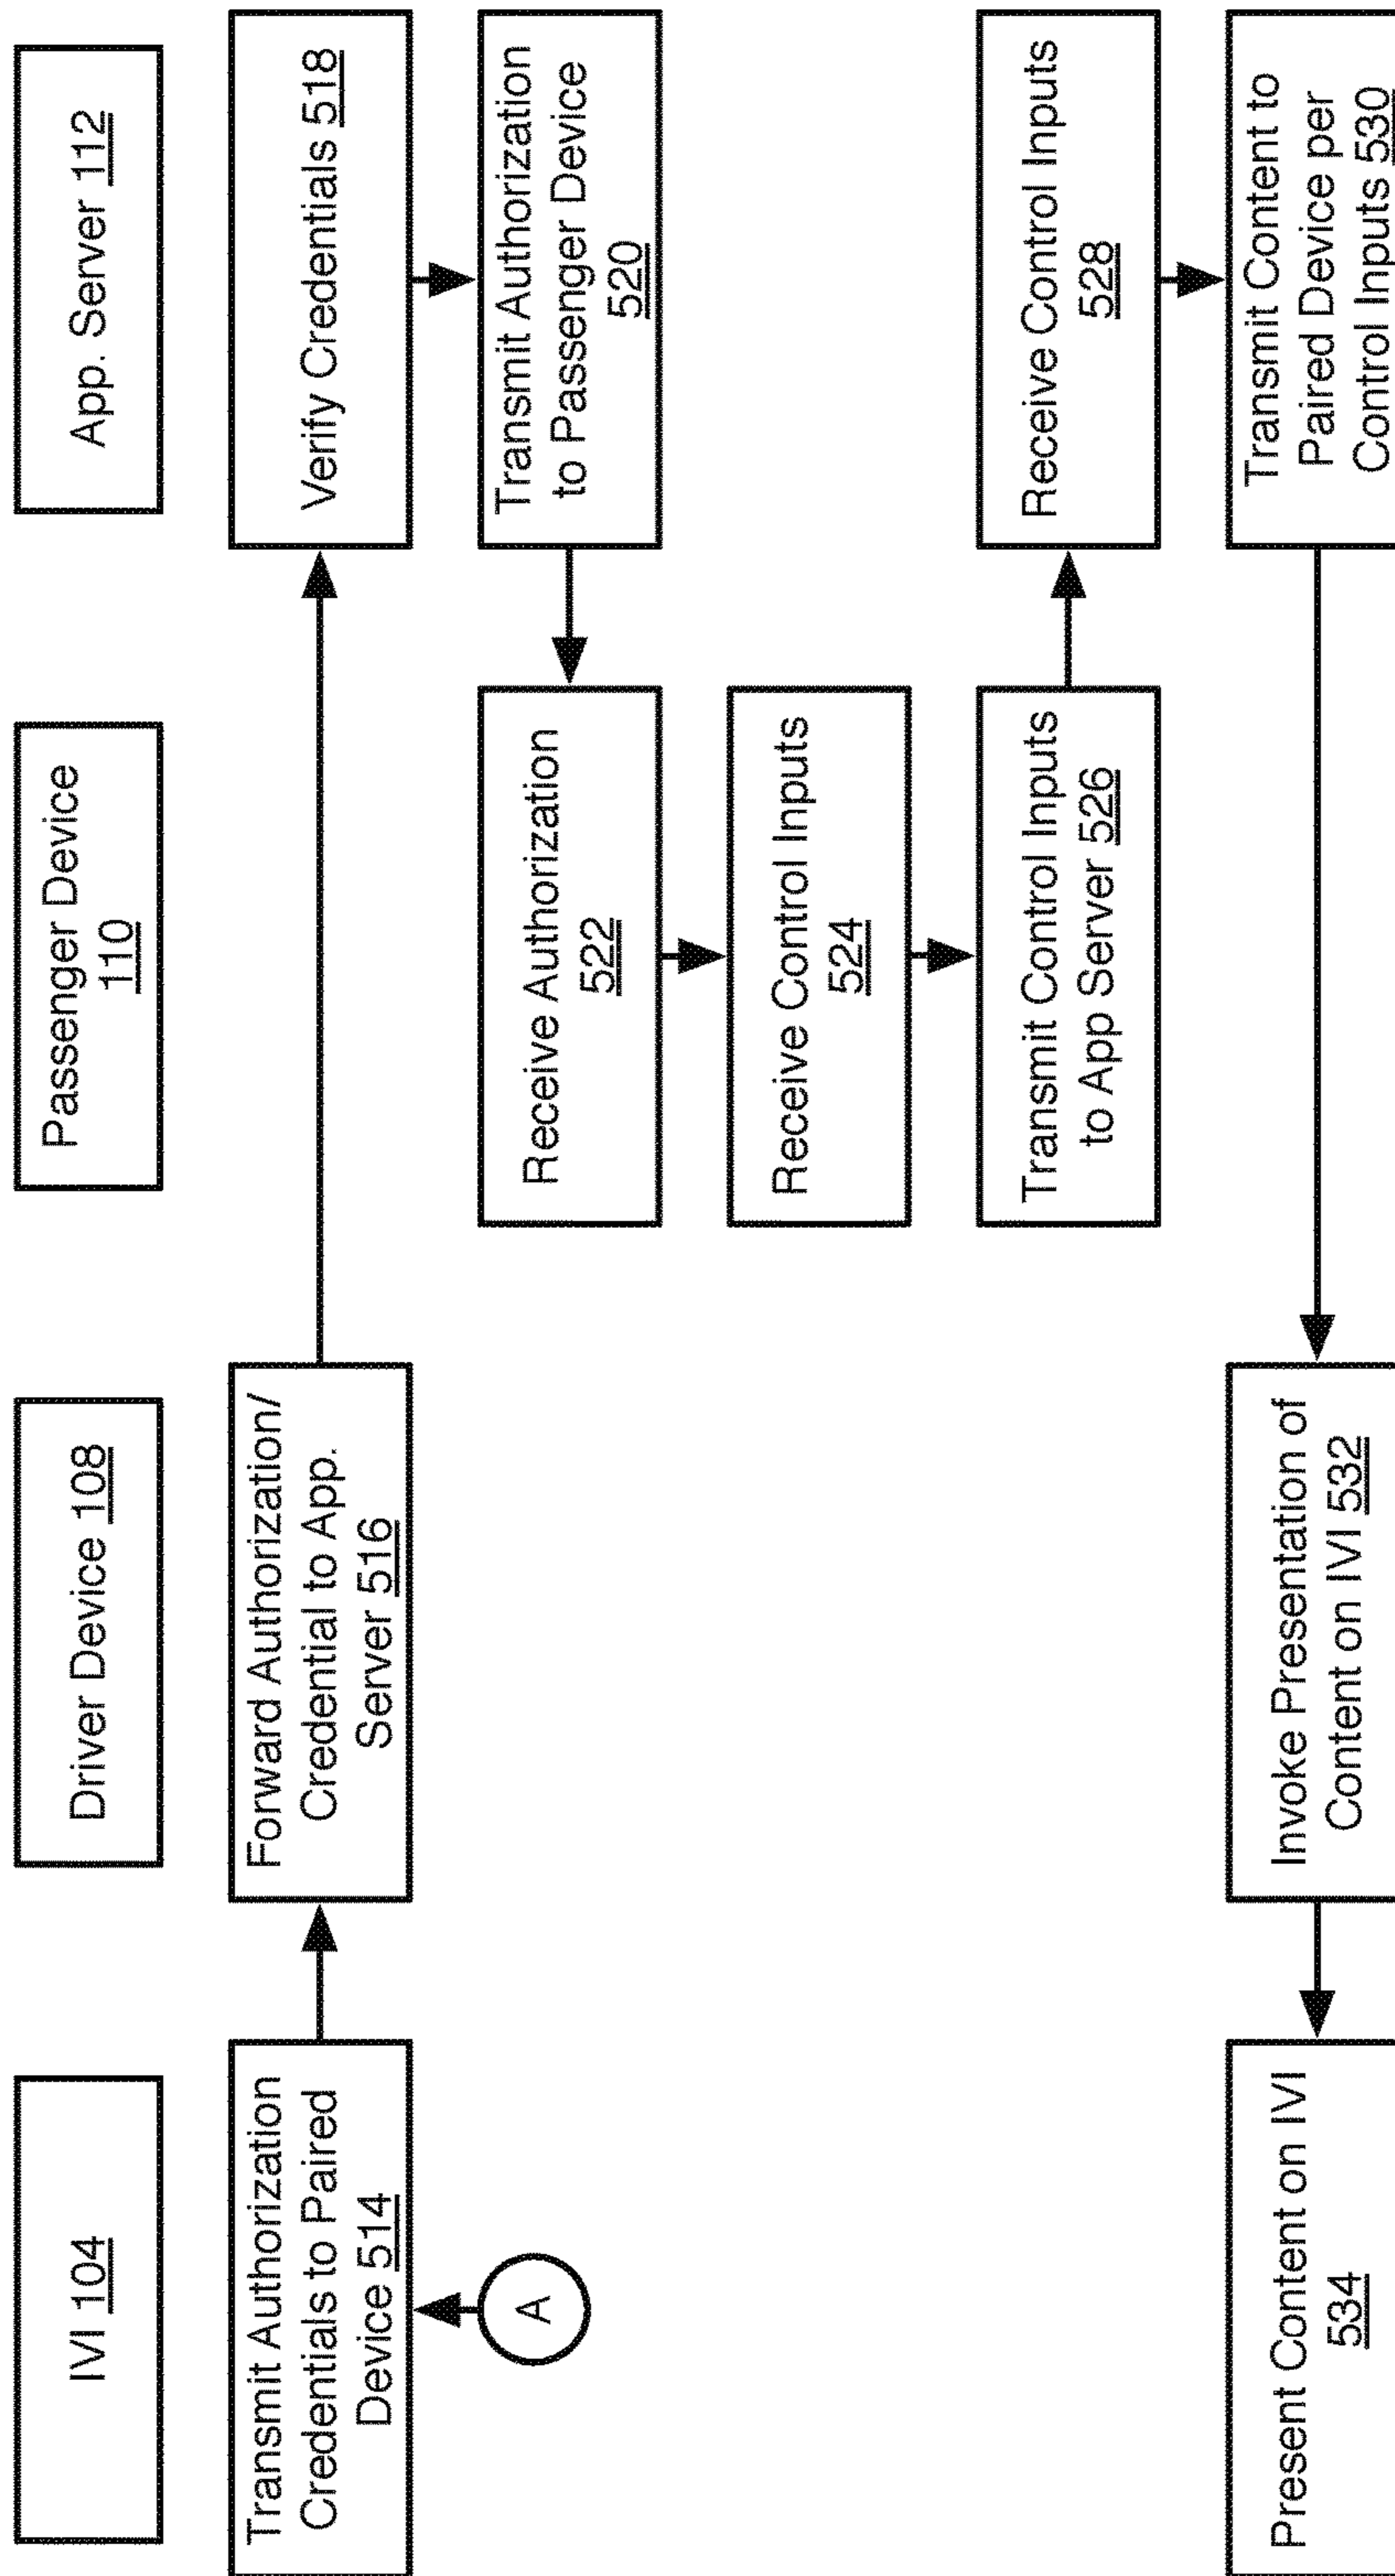 IVI 104
Driver Device 108
Passenger Device
110
App. Server 112
Transmit Authorization
Credentials to Paired
Device 514
Forward Authorization/
Credential to App.
Server 516
Verify Credentials 518
A
Transmit Authorization
to Passenger Device
520
Receive Authorization
522
Receive Control Inputs
524
Transmit Control Inputs
to App Server 526
Receive Control Inputs
528
Transmit Content to
Paired Device per
Control Inputs 530
Invoke Presentation of
Content on IVI 532
Present Content on IVI
534